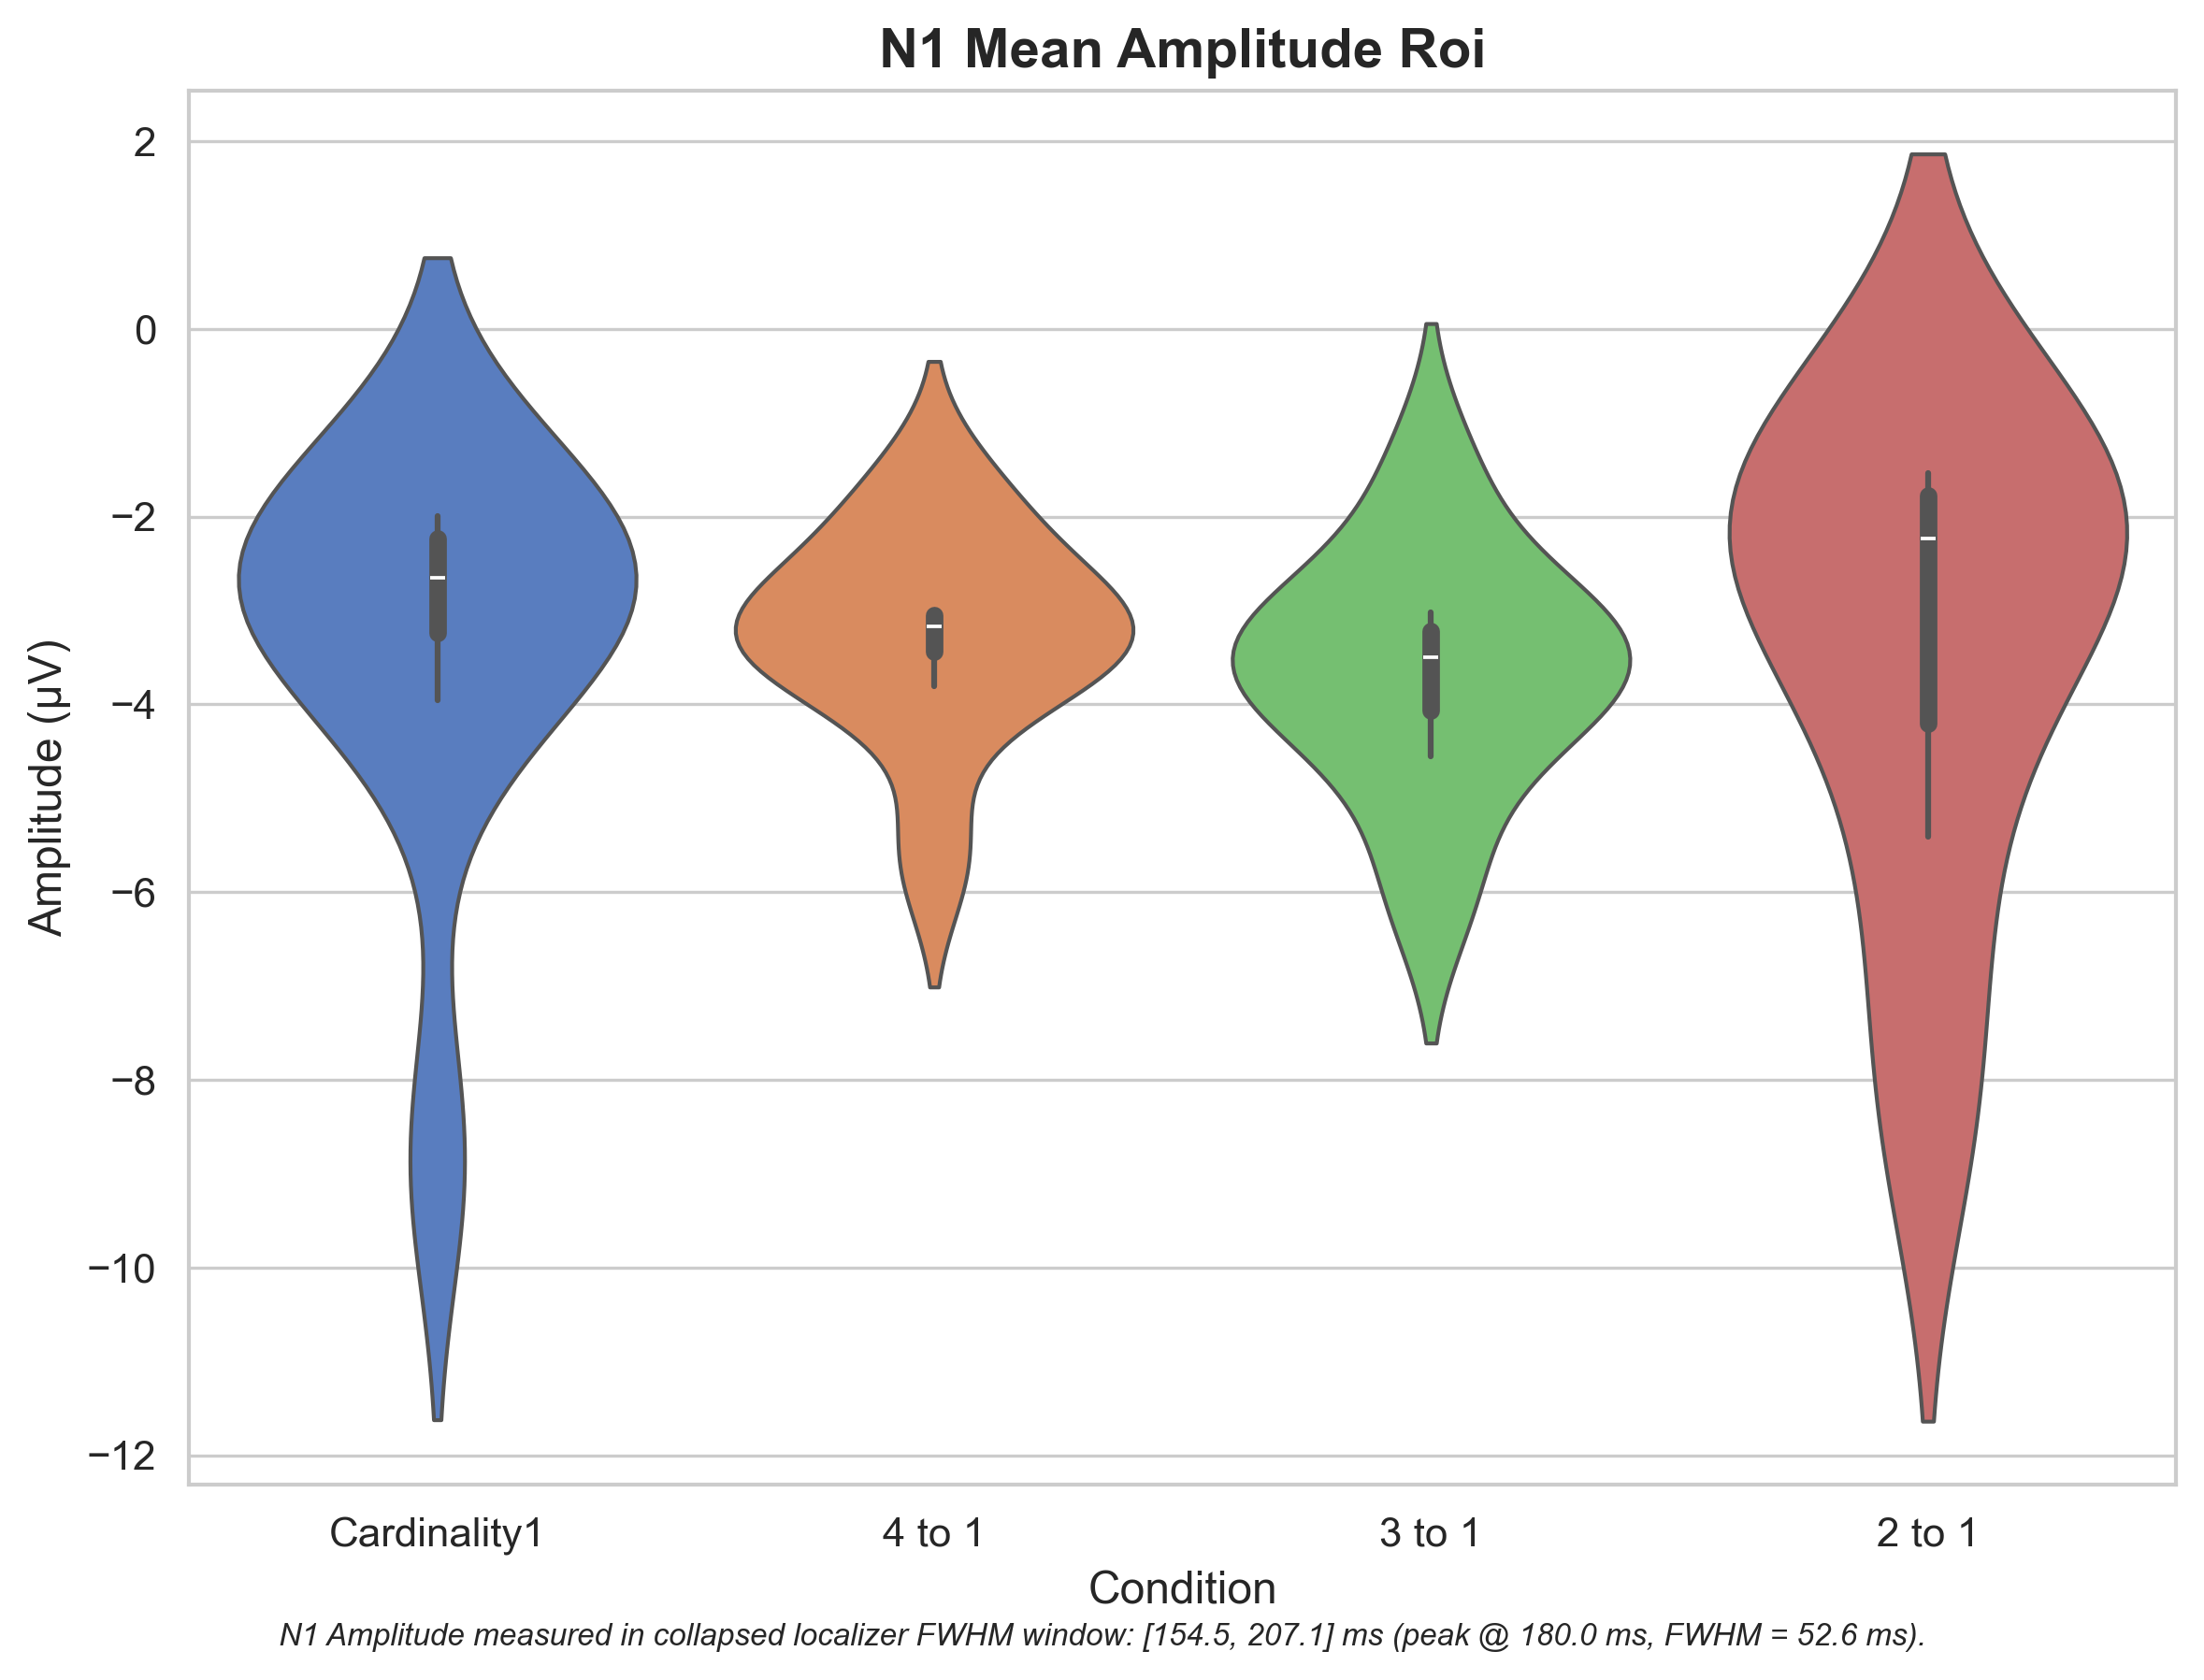 N1 Mean Amplitude Roi
2
0
−2
−4
−6
−8
−10
−12
Amplitude (μV)
Cardinality1
4 to 1
3 to 1
2 to 1
Condition
N1 Amplitude measured in collapsed localizer FWHM window: [154.5, 207.1] ms (peak @ 180.0 ms, FWHM = 52.6 ms).